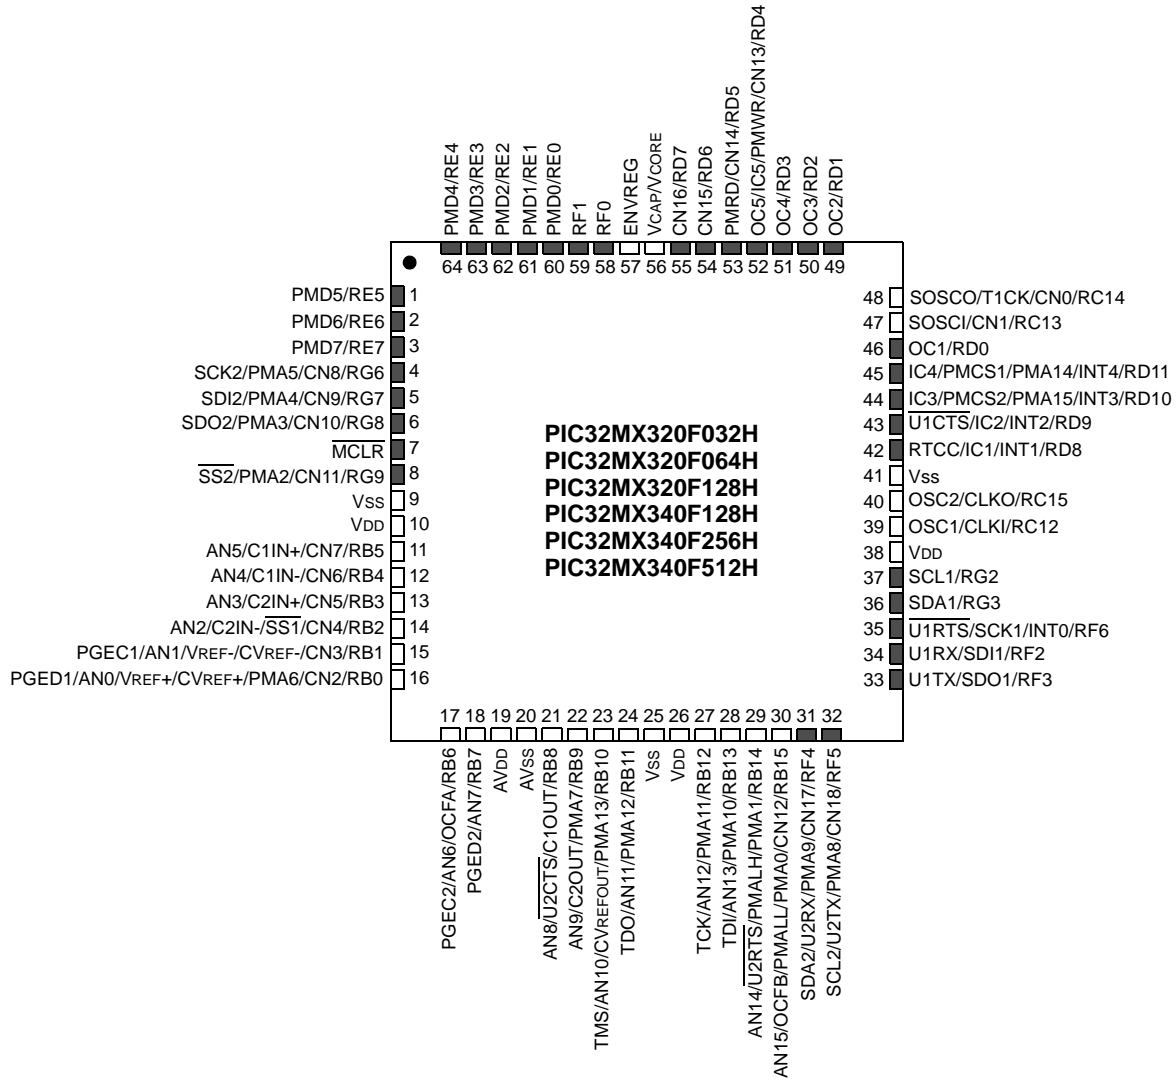 PMD4/RE4
PMD3/RE3
PMD2/RE2
PMD1/RE1
PMD0/RE0
RF1
RF0
ENVREG
VCAP/VCORE
CN16/RD7
CN15/RD6
PMRD/CN14/RD5
OC5/IC5/PMWR/CN13/RD4
OC4/RD3
OC3/RD2
OC2/RD1
64 63 62 61 60 59 58 57 56 55 54 53 52 51 50 49
PMD5/RE5 1
PMD6/RE6 2
PMD7/RE7 3
SCK2/PMA5/CN8/RG6 4
SDI2/PMA4/CN9/RG7 5
SDO2/PMA3/CN10/RG8 6
MCLR 7
SS2/PMA2/CN11/RG9 8
VSS 9
VDD 10
AN5/C1IN+/CN7/RB5 11
AN4/C1IN-/CN6/RB4 12
AN3/C2IN+/CN5/RB3 13
AN2/C2IN-/SS1/CN4/RB2 14
PGEC1/AN1/VREF-/CVREF-/CN3/RB1 15
PGED1/AN0/VREF+/CVREF+/PMA6/CN2/RB0 16
PIC32MX320F032H
PIC32MX320F064H
PIC32MX320F128H
PIC32MX340F128H
PIC32MX340F256H
PIC32MX340F512H
48 SOSCO/T1CK/CN0/RC14
47 SOSCI/CN1/RC13
46 OC1/RD0
45 IC4/PMCS1/PMA14/INT4/RD11
44 IC3/PMCS2/PMA15/INT3/RD10
43 U1CTS/IC2/INT2/RD9
42 RTCC/IC1/INT1/RD8
41 Vss
40 OSC2/CLKO/RC15
39 OSC1/CLKI/RC12
38 VDD
37 SCL1/RG2
36 SDA1/RG3
35 U1RTS/SCK1/INT0/RF6
34 U1RX/SDI1/RF2
33 U1TX/SDO1/RF3
17 18 19 20 21 22 23 24 25 26 27 28 29 30 31 32
PGEC2/AN6/OCFA/RB6
PGED2/AN7/RB7
AVDD
AVSS
AN8/U2CTS/C1OUT/RB8
AN9/C2OUT/PMA7/RB9
TMS/AN10/CVREFOUT/PMA13/RB10
TDO/AN11/PMA12/RB11
VSS
VDD
TCK/AN12/PMA11/RB12
TDI/AN13/PMA10/RB13
AN14/U2RTS/PMALH/PMA1/RB14
AN15/OCFB/PMALL/PMA0/CN12/RB15
SDA2/U2RX/PMA9/CN17/RF4
SCL2/U2TX/PMA8/CN18/RF5